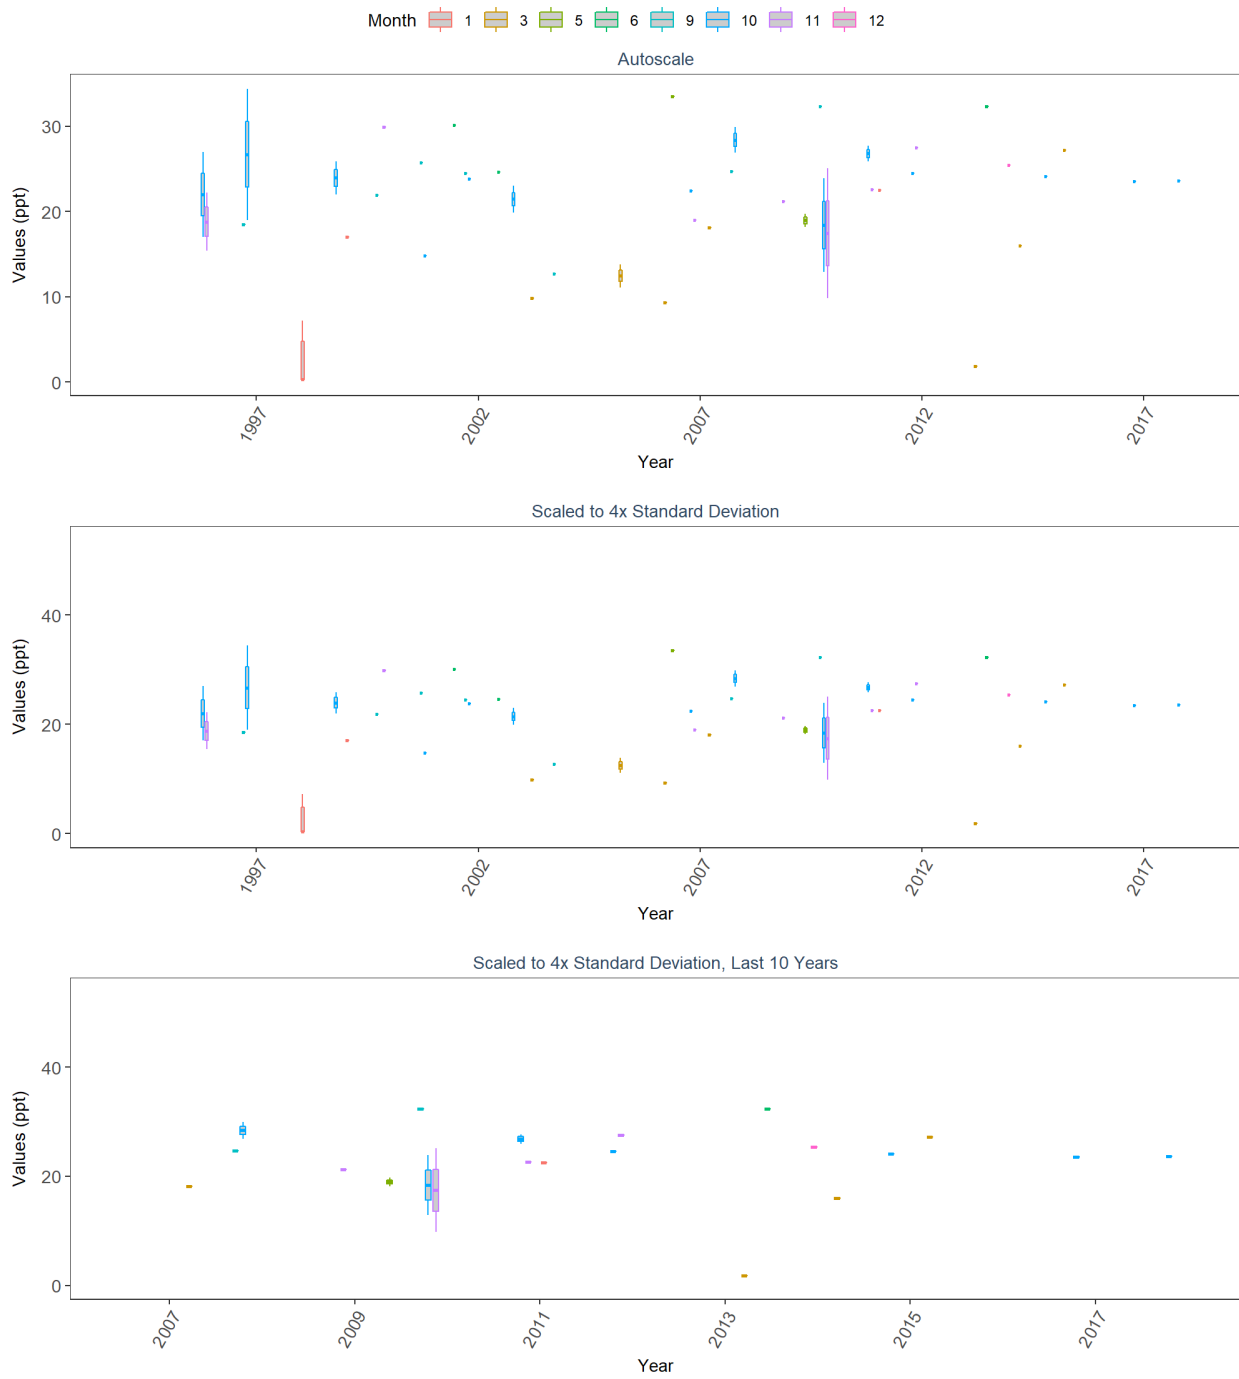 Month 1 3 5 6 9 10 11 12
Autoscale
Values (ppt)
30
20
10
0
1997 2002 2007 2012 2017
Year
Scaled to 4x Standard Deviation
Values (ppt)
40
20
0
1997 2002 2007 2012 2017
Year
Scaled to 4x Standard Deviation, Last 10 Years
Values (ppt)
40
20
0
2007 2009 2011 2013 2015 2017
Year